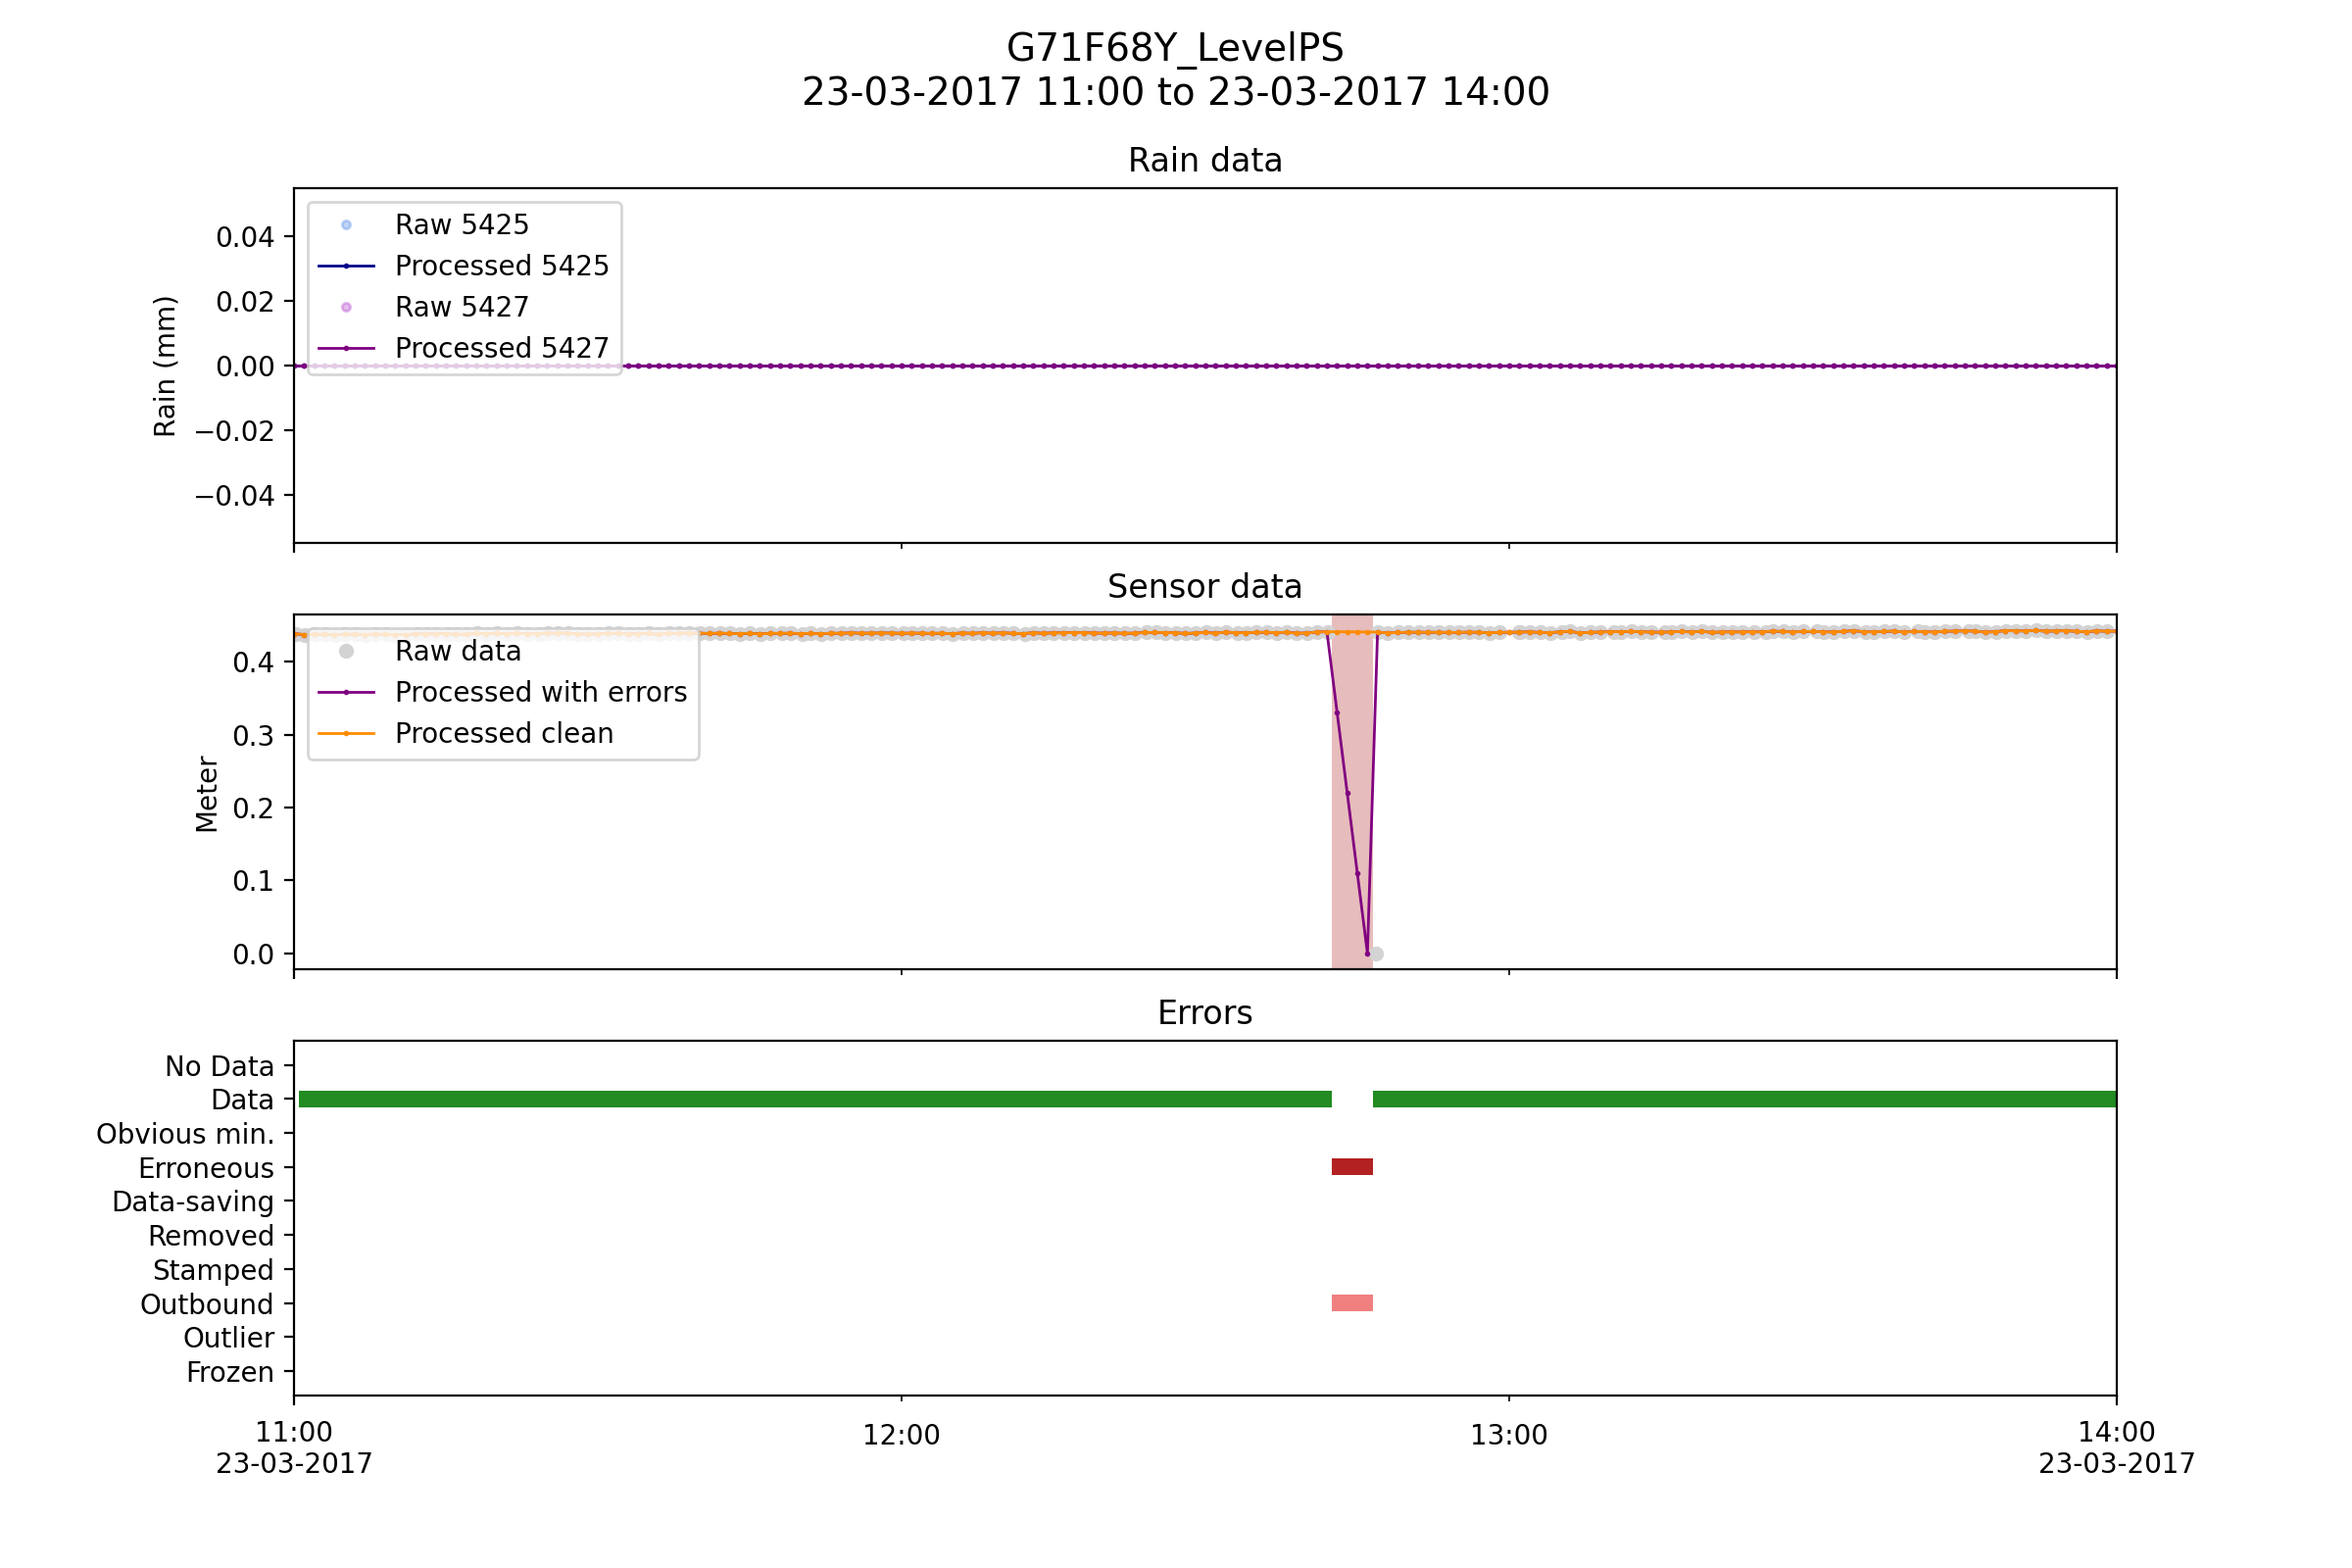 G71F68Y_LevelPS
23-03-2017 11:00 to 23-03-2017 14:00
Rain data
Raw 5425
Processed 5425
Raw 5427
Processed 5427
0.04
0.02
0.00
−0.02
−0.04
Rain (mm)
Sensor data
Raw data
Processed with errors
Processed clean
0.4
0.3
0.2
0.1
0.0
Meter
Errors
No Data
Data
Obvious min.
Erroneous
Data-saving
Removed
Stamped
Outbound
Outlier
Frozen
11:00
23-03-2017
12:00
13:00
14:00
23-03-2017